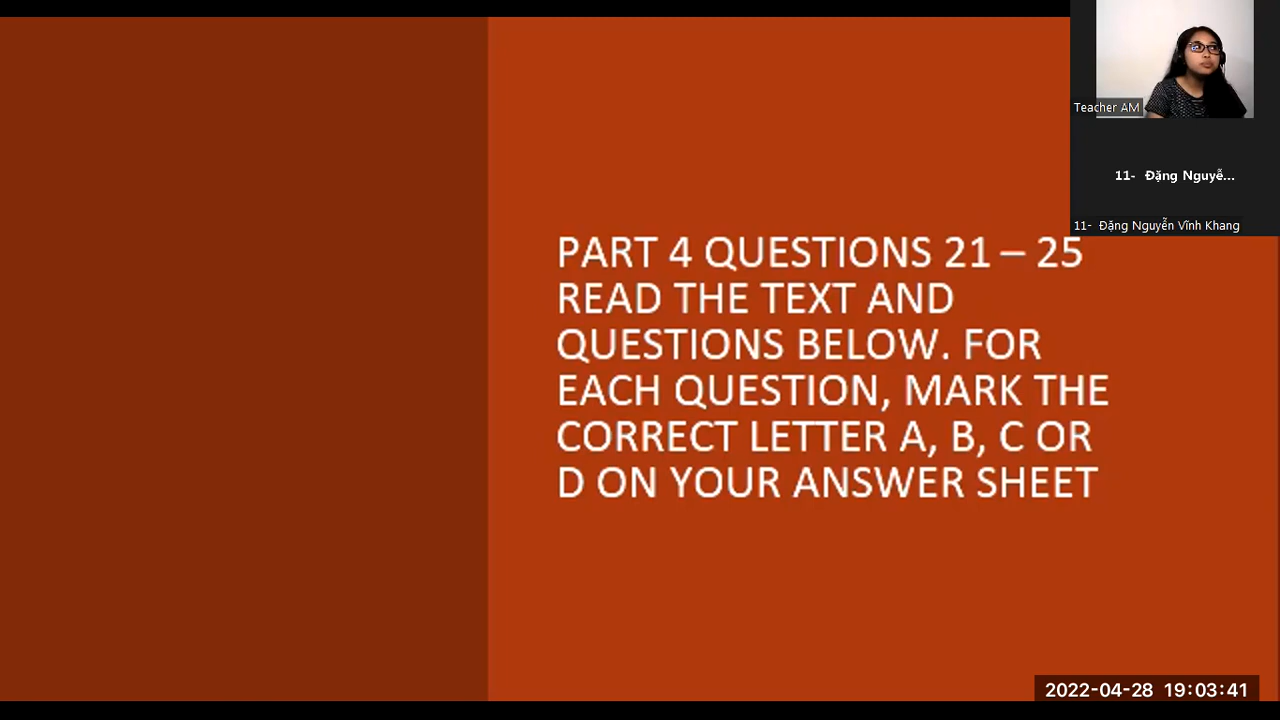 Teacher AM
11- Đặng Nguyễ...
11- Đặng Nguyễn Vĩnh Khang
PART 4 QUESTIONS 21 – 25
READ THE TEXT AND
QUESTIONS BELOW. FOR
EACH QUESTION, MARK THE
CORRECT LETTER A, B, C OR
D ON YOUR ANSWER SHEET
2022-04-28 19:03:41